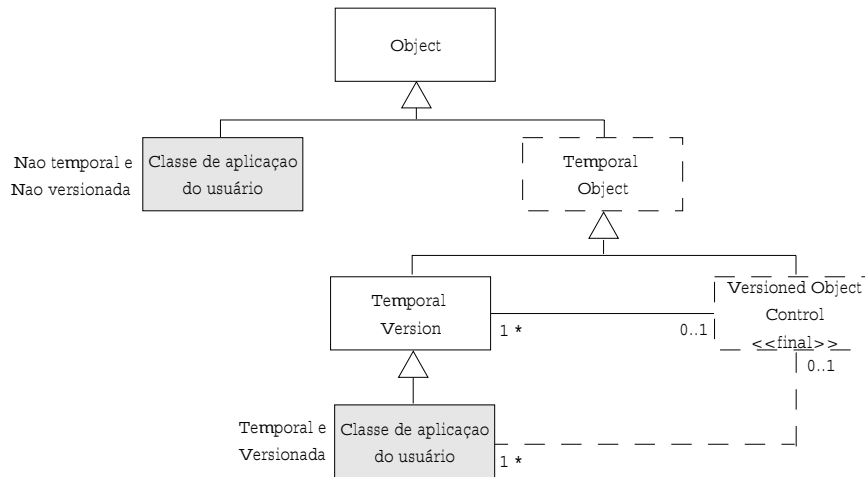 Object
Nao temporal e
Nao versionada
Classe de aplicaçao
do usuário
Temporal
Object
Temporal
Version
1 *
0..1
Versioned Object
Control
<<final>>
0..1
Temporal e
Versionada
Classe de aplicaçao
do usuário
1 *